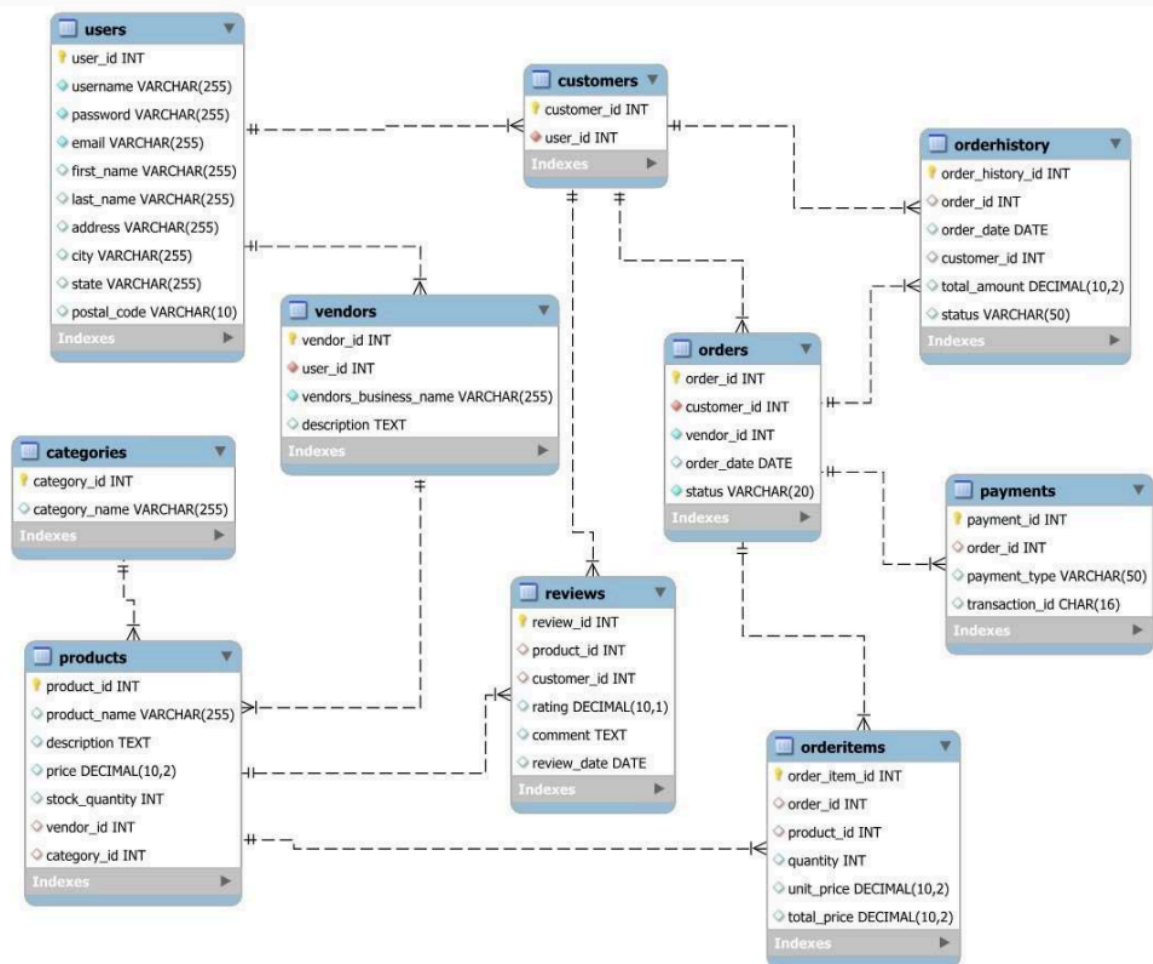 users
user_id INT
username VARCHAR(255)
password VARCHAR(255)
email VARCHAR(255)
first_name VARCHAR(255)
last_name VARCHAR(255)
address VARCHAR(255)
city VARCHAR(255)
state VARCHAR(255)
postal_code VARCHAR(10)
Indexes
customers
customer_id INT
user_id INT
Indexes
orderhistory
order_history_id INT
order_id INT
order_date DATE
customer_id INT
total_amount DECIMAL(10,2)
status VARCHAR(50)
Indexes
vendors
vendor_id INT
user_id INT
vendors_business_name VARCHAR(255)
description TEXT
Indexes
orders
order_id INT
customer_id INT
vendor_id INT
order_date DATE
status VARCHAR(20)
Indexes
categories
category_id INT
category_name VARCHAR(255)
Indexes
payments
payment_id INT
order_id INT
payment_type VARCHAR(50)
transaction_id CHAR(16)
Indexes
reviews
review_id INT
product_id INT
customer_id INT
rating DECIMAL(10,1)
comment TEXT
review_date DATE
Indexes
products
product_id INT
product_name VARCHAR(255)
description TEXT
price DECIMAL(10,2)
stock_quantity INT
vendor_id INT
category_id INT
Indexes
orderitems
order_item_id INT
order_id INT
product_id INT
quantity INT
unit_price DECIMAL(10,2)
total_price DECIMAL(10,2)
Indexes